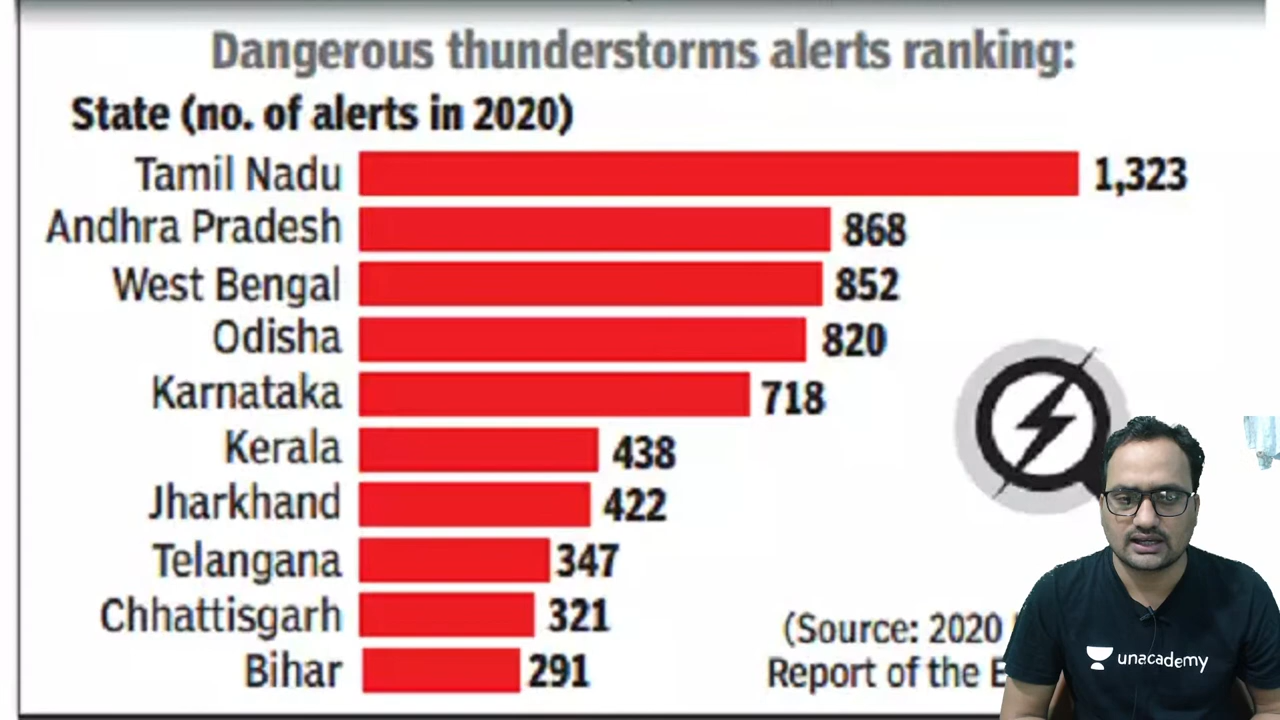 Dangerous thunderstorms alerts ranking:
State (no. of alerts in 2020)
Tamil Nadu 1,323
Andhra Pradesh 868
West Bengal 852
Odisha 820
Karnataka 718
Kerala 438
Jharkhand 422
Telangana 347
Chhattisgarh 321
Bihar 291
(Source: 2020
Report of the
unacademy